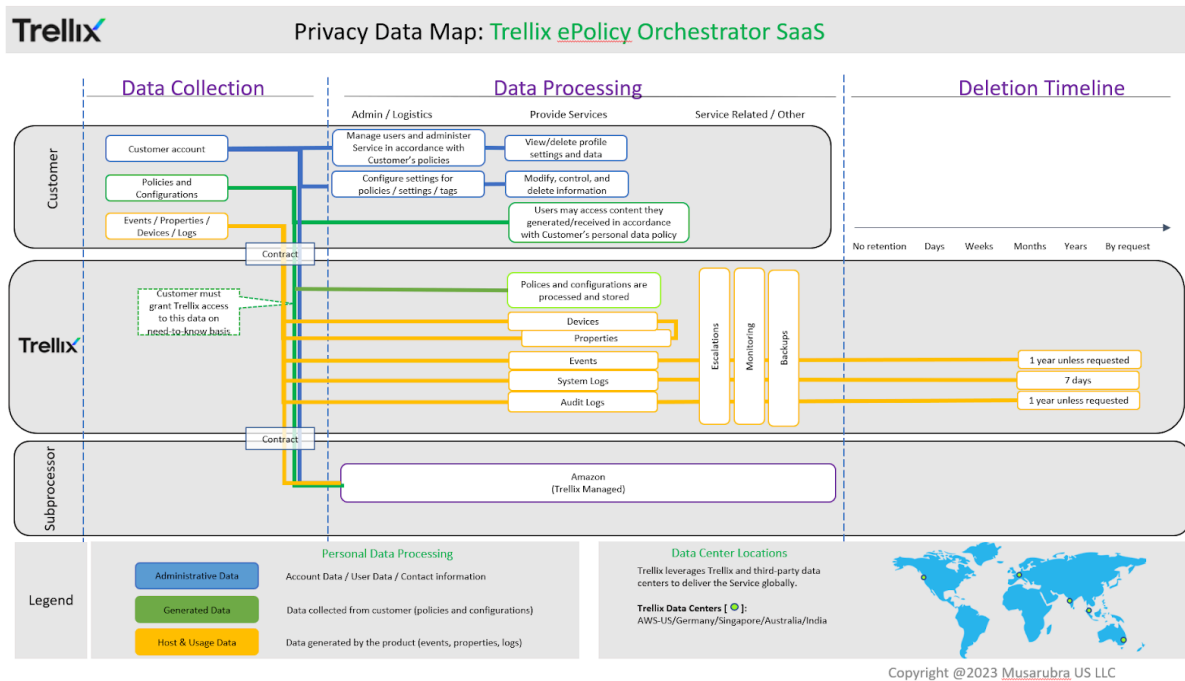 Trellix
Privacy Data Map: Trellix ePolicy Orchestrator SaaS
Data Collection
Data Processing
Deletion Timeline
Admin / Logistics
Provide Services
Service Related / Other
Customer
Customer account
Manage users and administer
Service in accordance with
Customer's policies
View/delete profile
settings and data
Policies and
Configurations
Configure settings for
policies / settings / tags
Modify, control, and
delete information
Events / Properties /
Devices / Logs
Users may access content they
generated/received in accordance
with Customer's personal data policy
No retention
Days
Weeks
Months
Years
By request
Contract
Trellix
Customer must
grant Trellix access
to this data on
need-to-know basis
Polices and configurations are
processed and stored
Devices
Properties
Events
System Logs
Audit Logs
Escalations
Monitoring
Backups
1 year unless requested
7 days
1 year unless requested
Contract
Subprocessor
Amazon
(Trellix Managed)
Legend
Personal Data Processing
Administrative Data
Account Data / User Data / Contact information
Generated Data
Data collected from customer (policies and configurations)
Host & Usage Data
Data generated by the product (events, properties, logs)
Data Center Locations
Trellix leverages Trellix and third-party data
centers to deliver the Service globally.
Trellix Data Centers [ ]:
AWS-US/Germany/Singapore/Australia/India
Copyright @2023 Musarubra US LLC